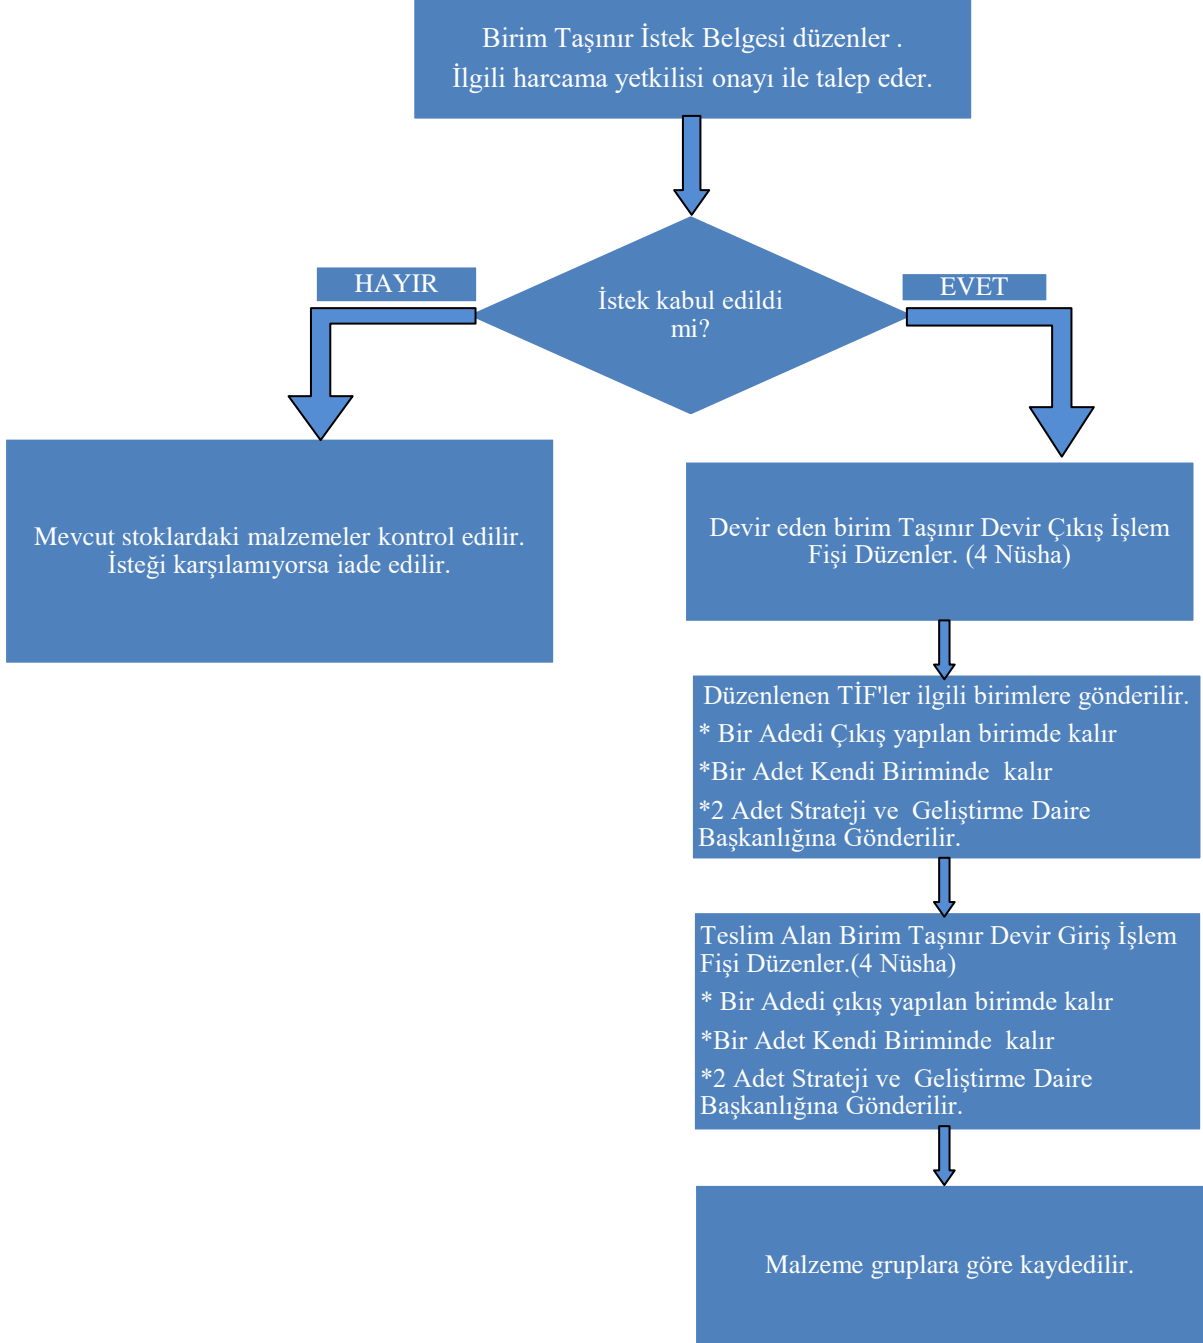 Birim Taşınır İstek Belgesi düzenler .
İlgili harcama yetkilisi onayı ile talep eder.
HAYIR
İstek kabul edildi
mi?
EVET
Mevcut stoklardaki malzemeler kontrol edilir.
İsteği karşılamıyorsa iade edilir.
Devir eden birim Taşınır Devir Çıkış İşlem
Fişi Düzenler. (4 Nüsha)
Düzenlenen TİF'ler ilgili birimlere gönderilir.
* Bir Adedi Çıkış yapılan birimde kalır
*Bir Adet Kendi Biriminde kalır
*2 Adet Strateji ve Geliştirme Daire
Başkanlığına Gönderilir.
Teslim Alan Birim Taşınır Devir Giriş İşlem
Fişi Düzenler.(4 Nüsha)
* Bir Adedi çıkış yapılan birimde kalır
*Bir Adet Kendi Biriminde kalır
*2 Adet Strateji ve Geliştirme Daire
Başkanlığına Gönderilir.
Malzeme gruplara göre kaydedilir.